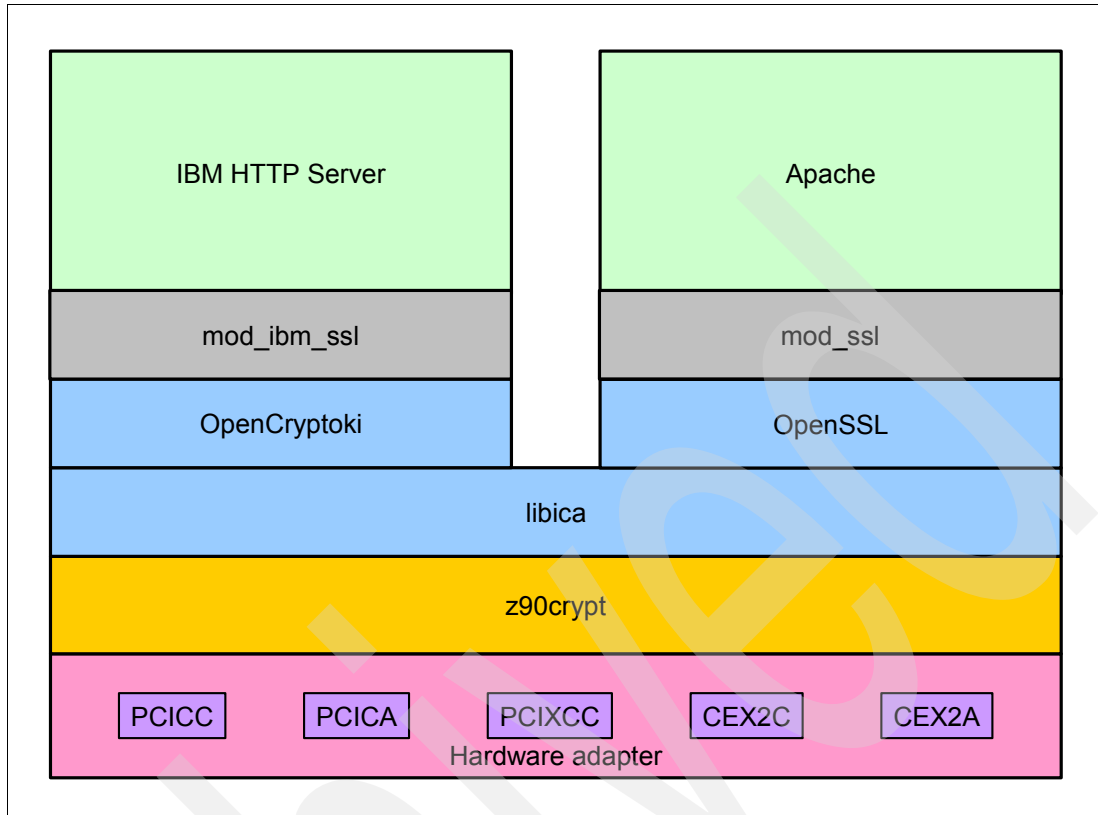 IBM HTTP Server
Apache
mod_ibm_ssl
mod_ssl
OpenCryptoki
OpenSSL
libica
z90crypt
PCICC
PCICA
PCIXCC
CEX2C
CEX2A
Hardware adapter